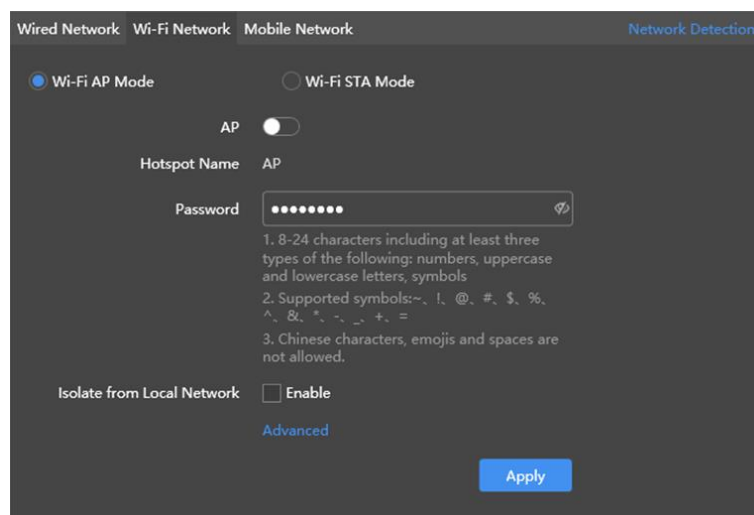 Wired Network Wi-Fi Network Mobile Network Network Detection
Wi-Fi AP Mode Wi-Fi STA Mode
AP
Hotspot Name AP
Password ••••••••
1. 8-24 characters including at least three
types of the following: numbers, uppercase
and lowercase letters, symbols
2. Supported symbols:~、!、@、#、$、%、
^、&、*、-、_、+、=
3. Chinese characters, emojis and spaces are
not allowed.
Isolate from Local Network Enable
Advanced
Apply